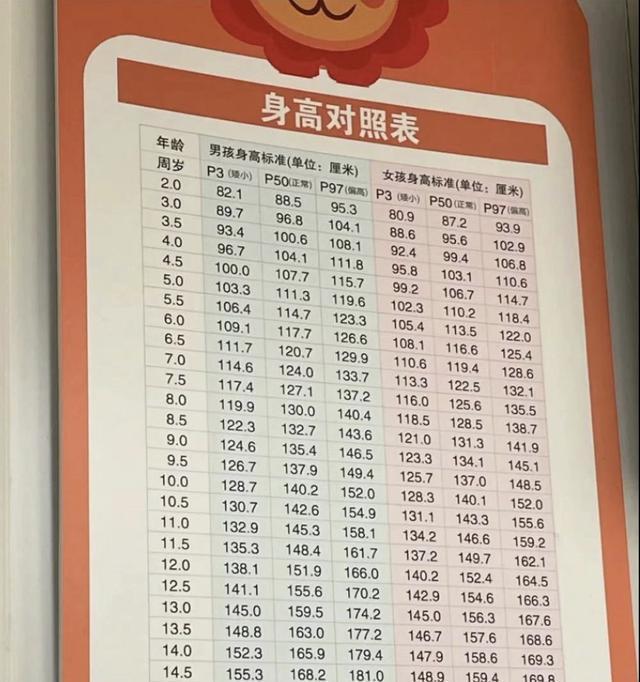 身高对照表
年龄 男孩身高标准(单位：厘米) 女孩身高标准(单位：厘米)
周岁 P3 (矮小) P50(正常) P97(偏高) P3 (矮小) P50(正常) P97(偏高)
2.0 82.1 88.5 95.3 80.9 87.2 93.9
3.0 89.7 96.8 104.1 88.6 95.6 102.9
3.5 93.4 100.6 108.1 92.4 99.4 106.8
4.0 96.7 104.1 111.8 95.8 103.1 110.6
4.5 100.0 107.7 115.7 99.2 106.7 114.7
5.0 103.3 111.3 119.6 102.3 110.2 118.4
5.5 106.4 114.7 123.3 105.4 113.5 122.0
6.0 109.1 117.7 126.6 108.1 116.6 125.4
6.5 111.7 120.7 129.9 110.6 119.4 128.6
7.0 114.6 124.0 133.7 113.3 122.5 132.1
7.5 117.4 127.1 137.2 116.0 125.6 135.5
8.0 119.9 130.0 140.4 118.5 128.5 138.7
8.5 122.3 132.7 143.6 121.0 131.3 141.9
9.0 124.6 135.4 146.5 123.3 134.1 145.1
9.5 126.7 137.9 149.4 125.7 137.0 148.5
10.0 128.7 140.2 152.0 128.3 140.1 152.0
10.5 130.7 142.6 154.9 131.1 143.3 155.6
11.0 132.9 145.3 158.1 134.2 146.6 159.2
11.5 135.3 148.4 161.7 137.2 149.7 162.1
12.0 138.1 151.9 166.0 140.2 152.4 164.5
12.5 141.1 155.6 170.2 142.9 154.6 166.3
13.0 145.0 159.5 174.2 145.0 156.3 167.6
13.5 148.8 163.0 177.2 146.7 157.6 168.6
14.0 152.3 165.9 179.4 147.9 158.6 169.3
14.5 155.3 168.2 181.0 148.9 159.4 169.8